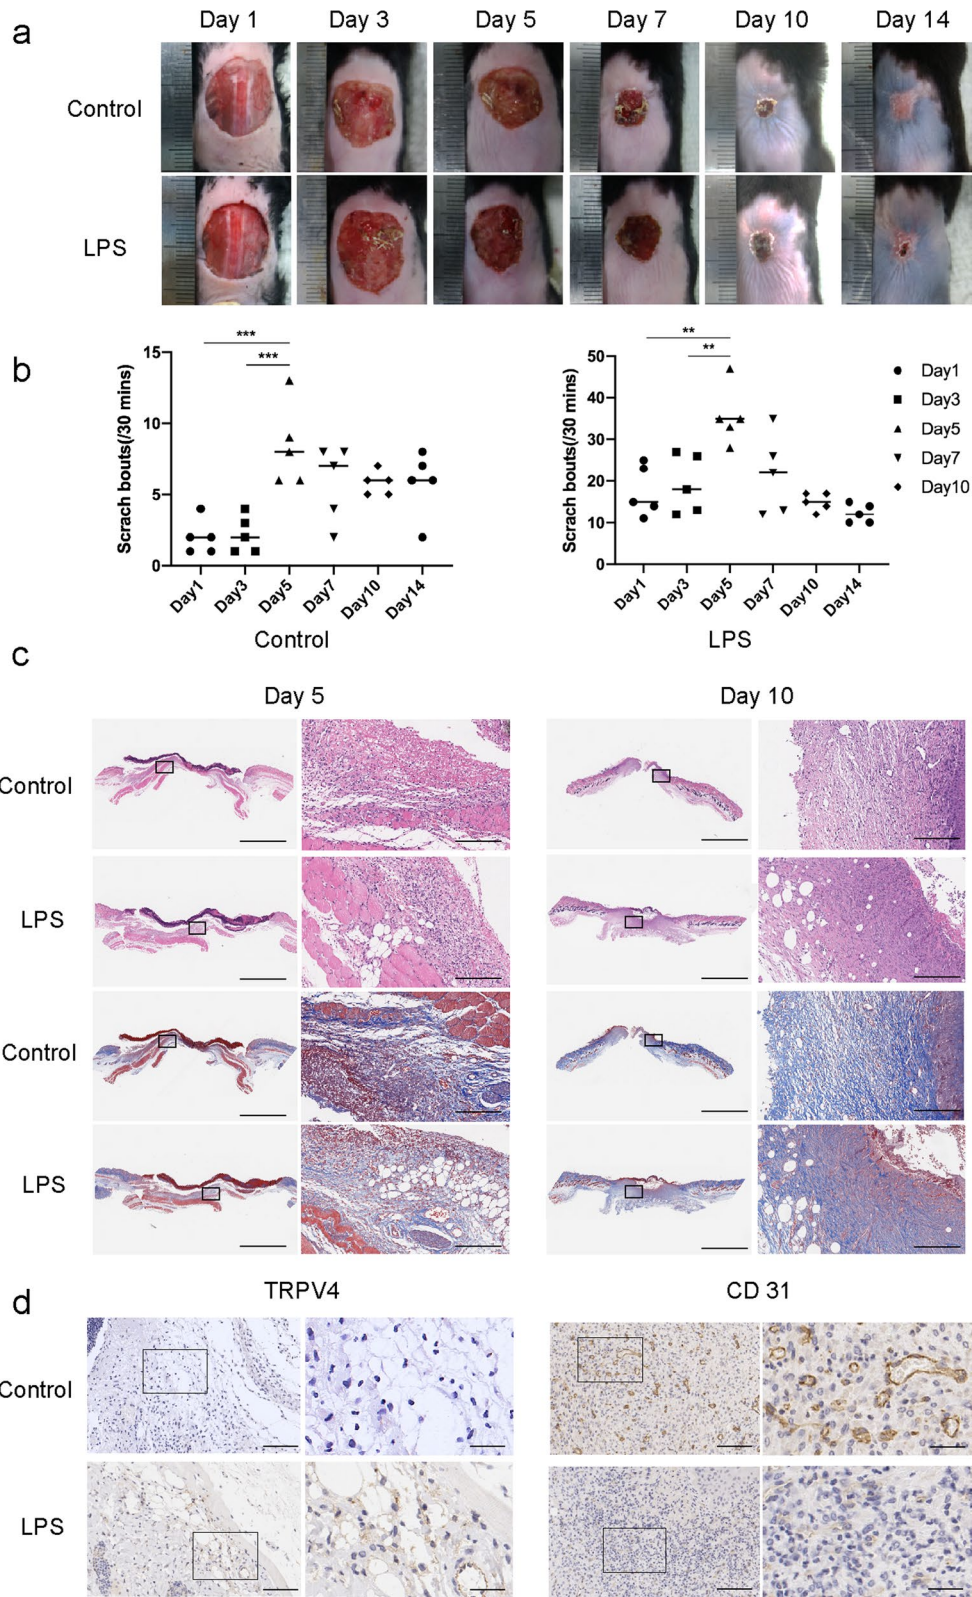 a
Day 1 Day 3 Day 5 Day 7 Day 10 Day 14
Control
LPS
b
Scrach bouts(/30 mins)
15
10
5
0
***
***
Day1 Day3 Day5 Day7 Day10 Day14
Control
Scrach bouts(/30 mins)
50
40
30
20
10
0
**
**
Day1 Day3 Day5 Day7 Day10 Day14
LPS
Day1
Day3
Day5
Day7
Day10
c
Day 5 Day 10
Control
LPS
Control
LPS
d
TRPV4 CD 31
Control
LPS